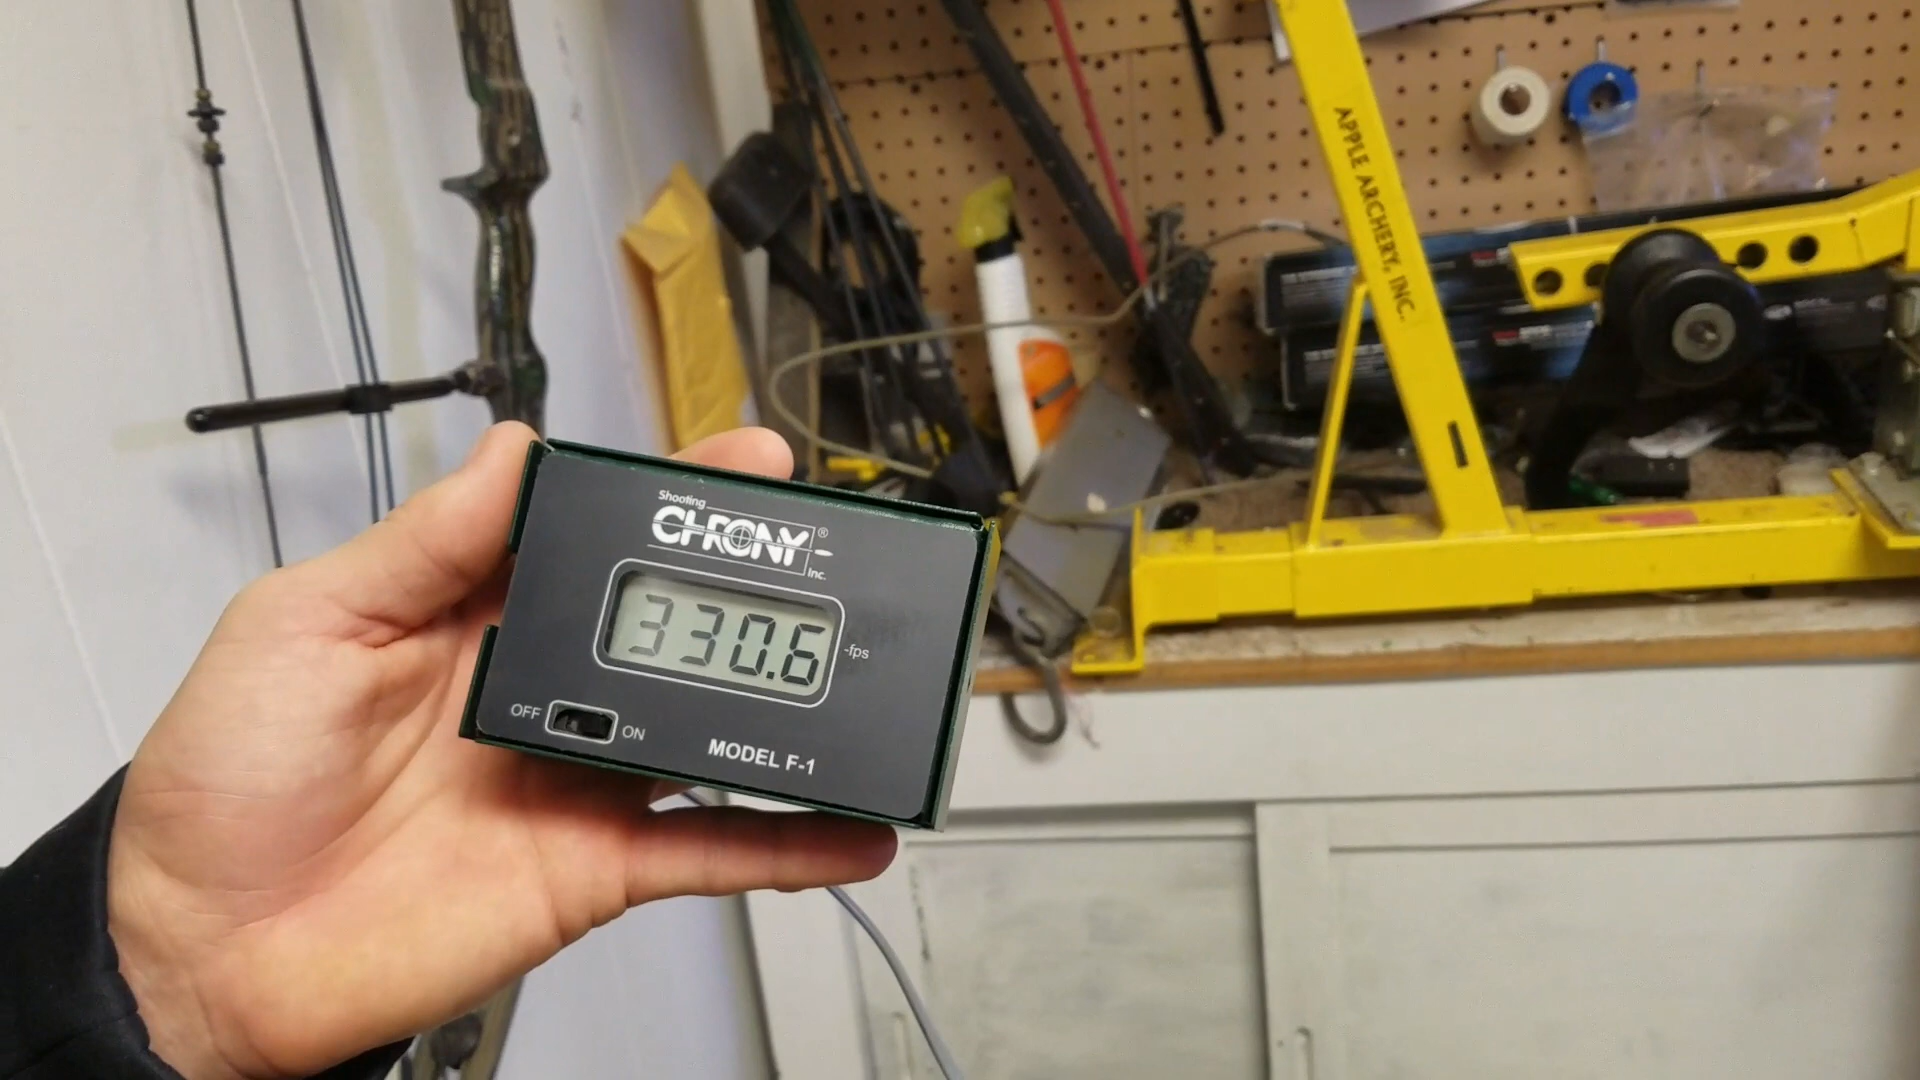 Shooting
CHRONY®
Inc.
330.6
-fps
OFF
ON
MODEL F-1
APPLE ARCHERY, INC.